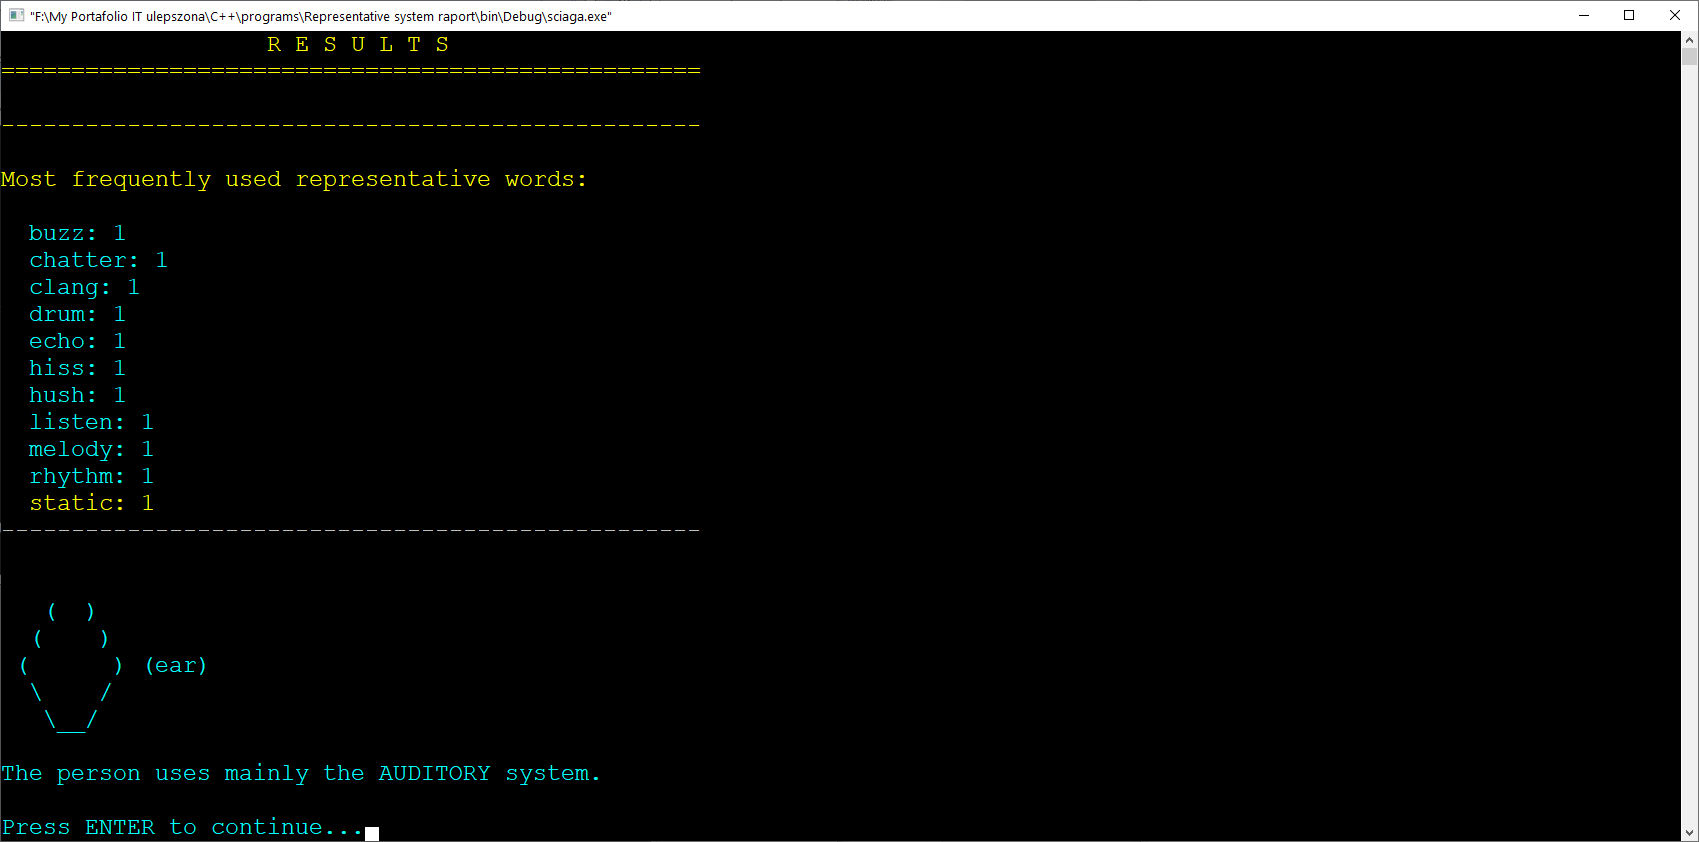 "F:\My Portafolio IT ulepszona\C++\programs\Representative system raport\bin\Debug\sciaga.exe"
R E S U L T S
==================================================
--------------------------------------------------
Most frequently used representative words:
buzz: 1
chatter: 1
clang: 1
drum: 1
echo: 1
hiss: 1
hush: 1
listen: 1
melody: 1
rhythm: 1
static: 1
--------------------------------------------------
(  )
(    )
(      ) (ear)
\    /
\__/
The person uses mainly the AUDITORY system.
Press ENTER to continue...